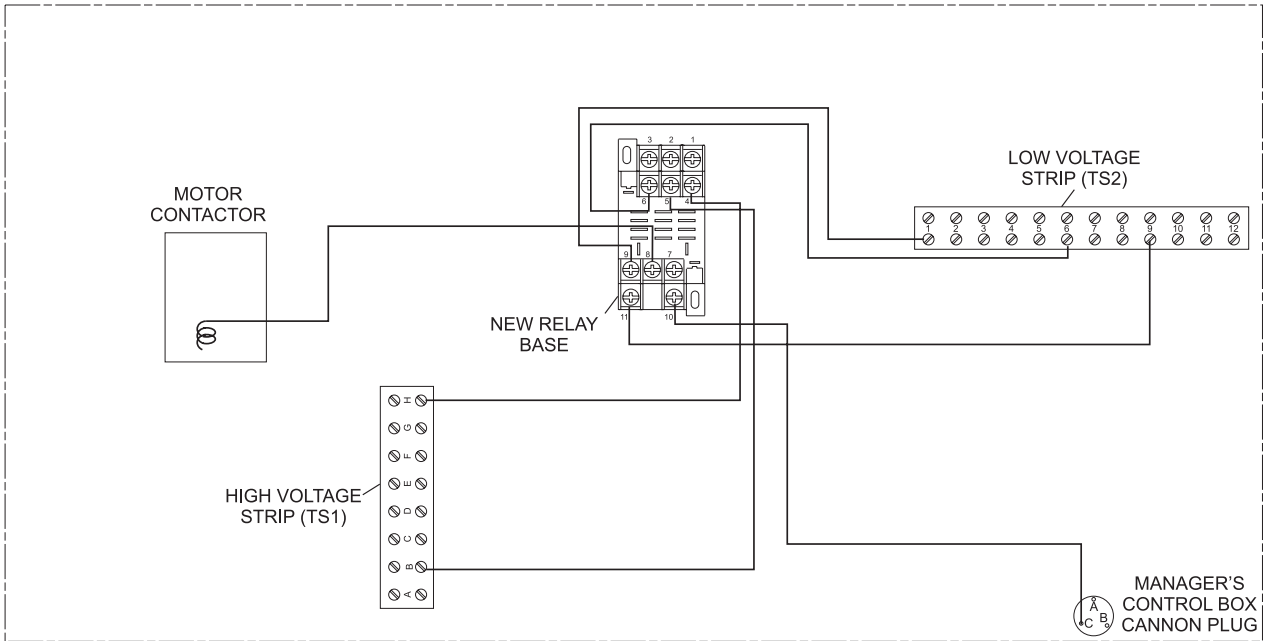 MOTOR
CONTACTOR
3 2 1
6 5 4
9 8 7
11 10
NEW RELAY
BASE
LOW VOLTAGE
STRIP (TS2)
1 2 3 4 5 6 7 8 9 10 11 12
HIGH VOLTAGE
STRIP (TS1)
H
G
F
E
D
C
B
A
A
C B
MANAGER'S
CONTROL BOX
CANNON PLUG